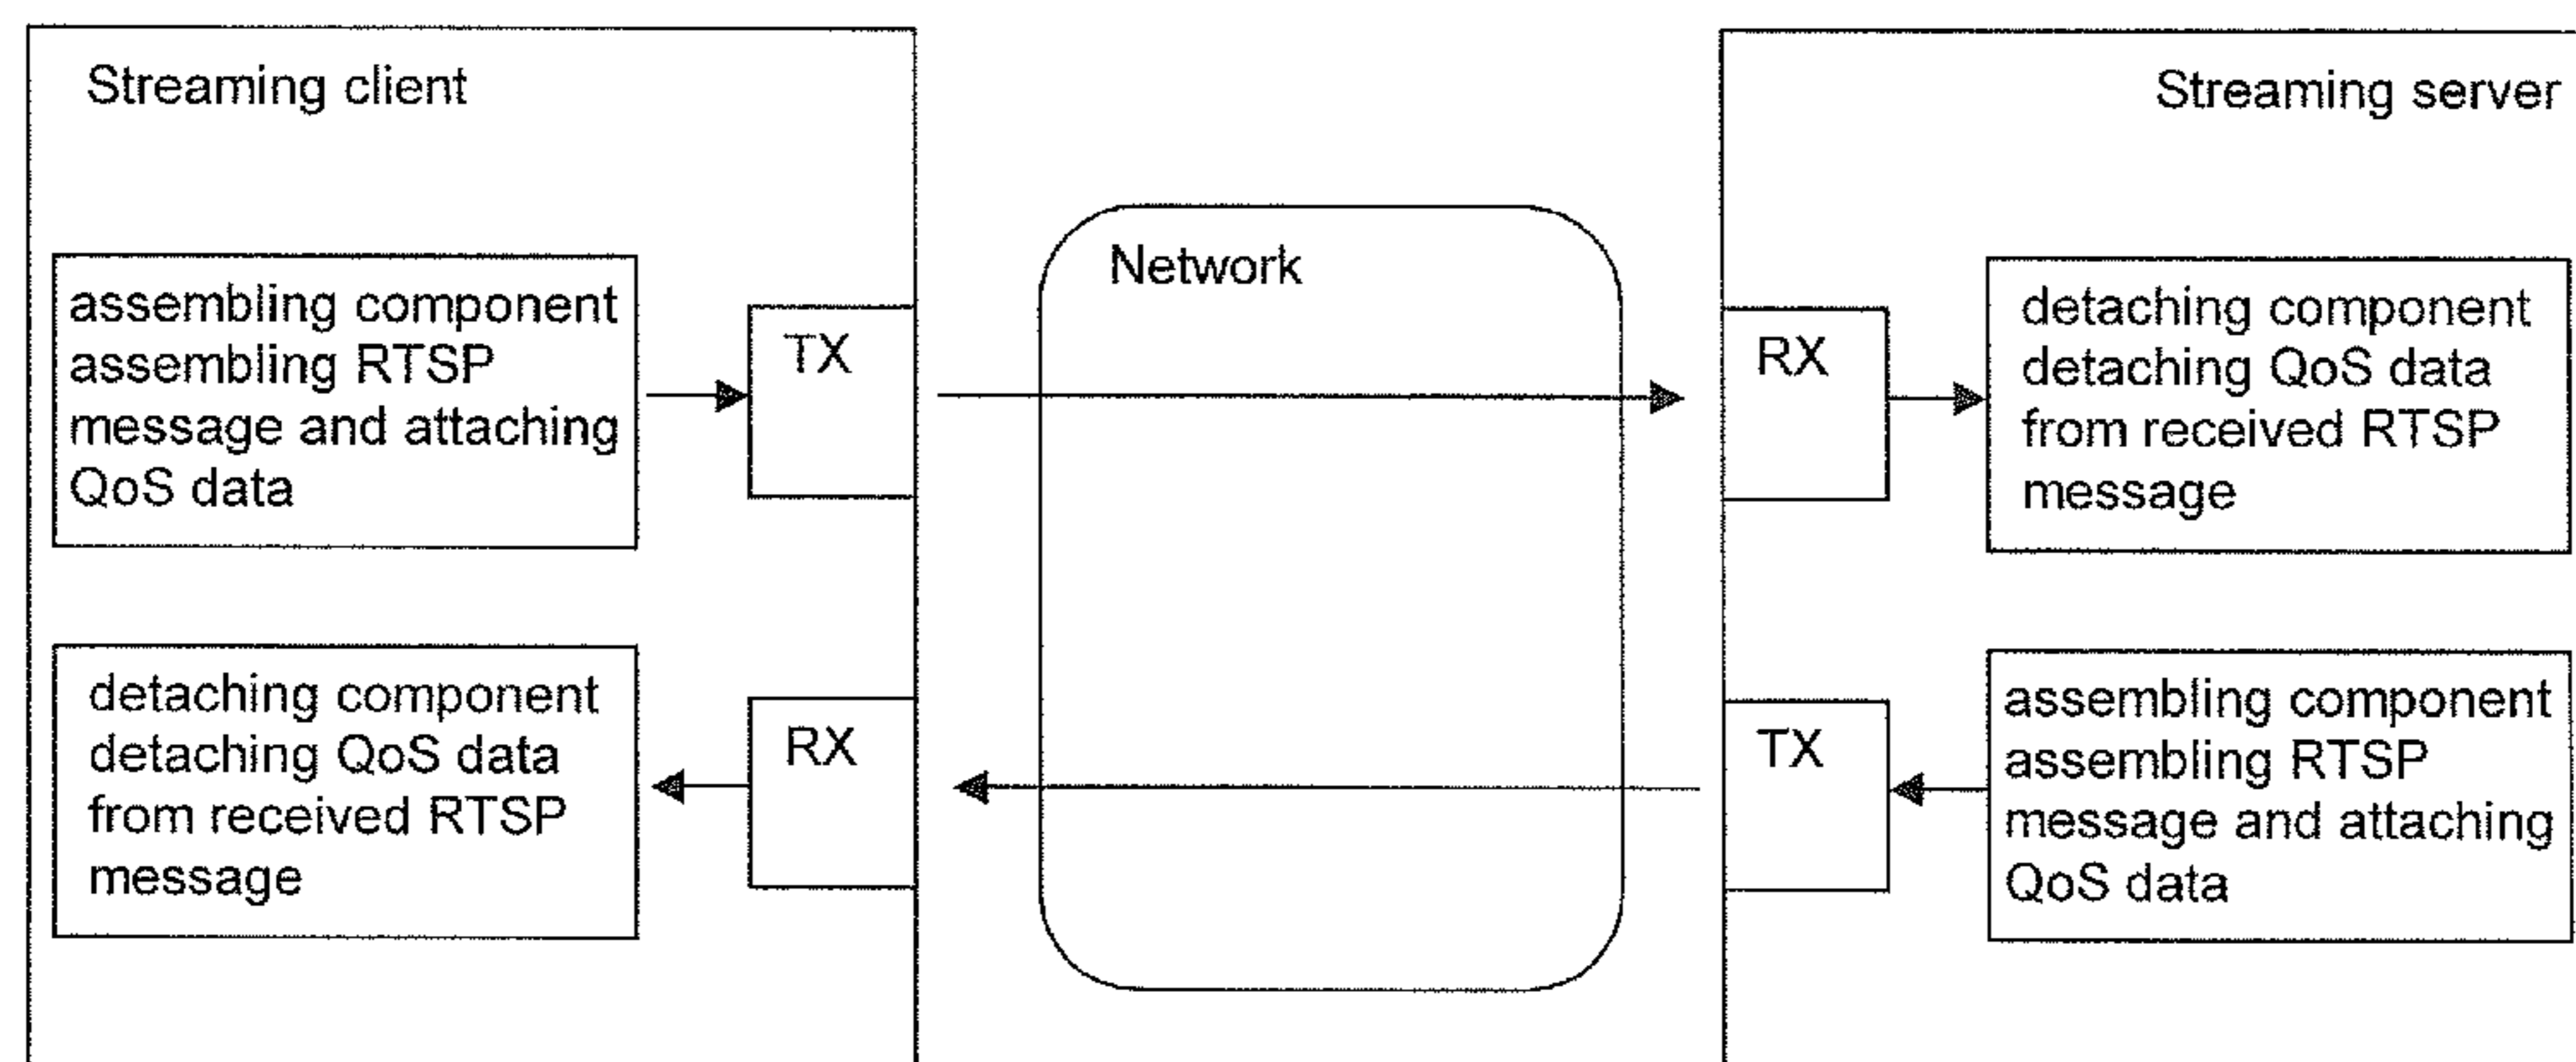 Streaming client
assembling component
assembling RTSP
message and attaching
QoS data
TX
detaching component
detaching QoS data
from received RTSP
message
RX
Network
Streaming server
RX
detaching component
detaching QoS data
from received RTSP
message
TX
assembling component
assembling RTSP
message and attaching
QoS data